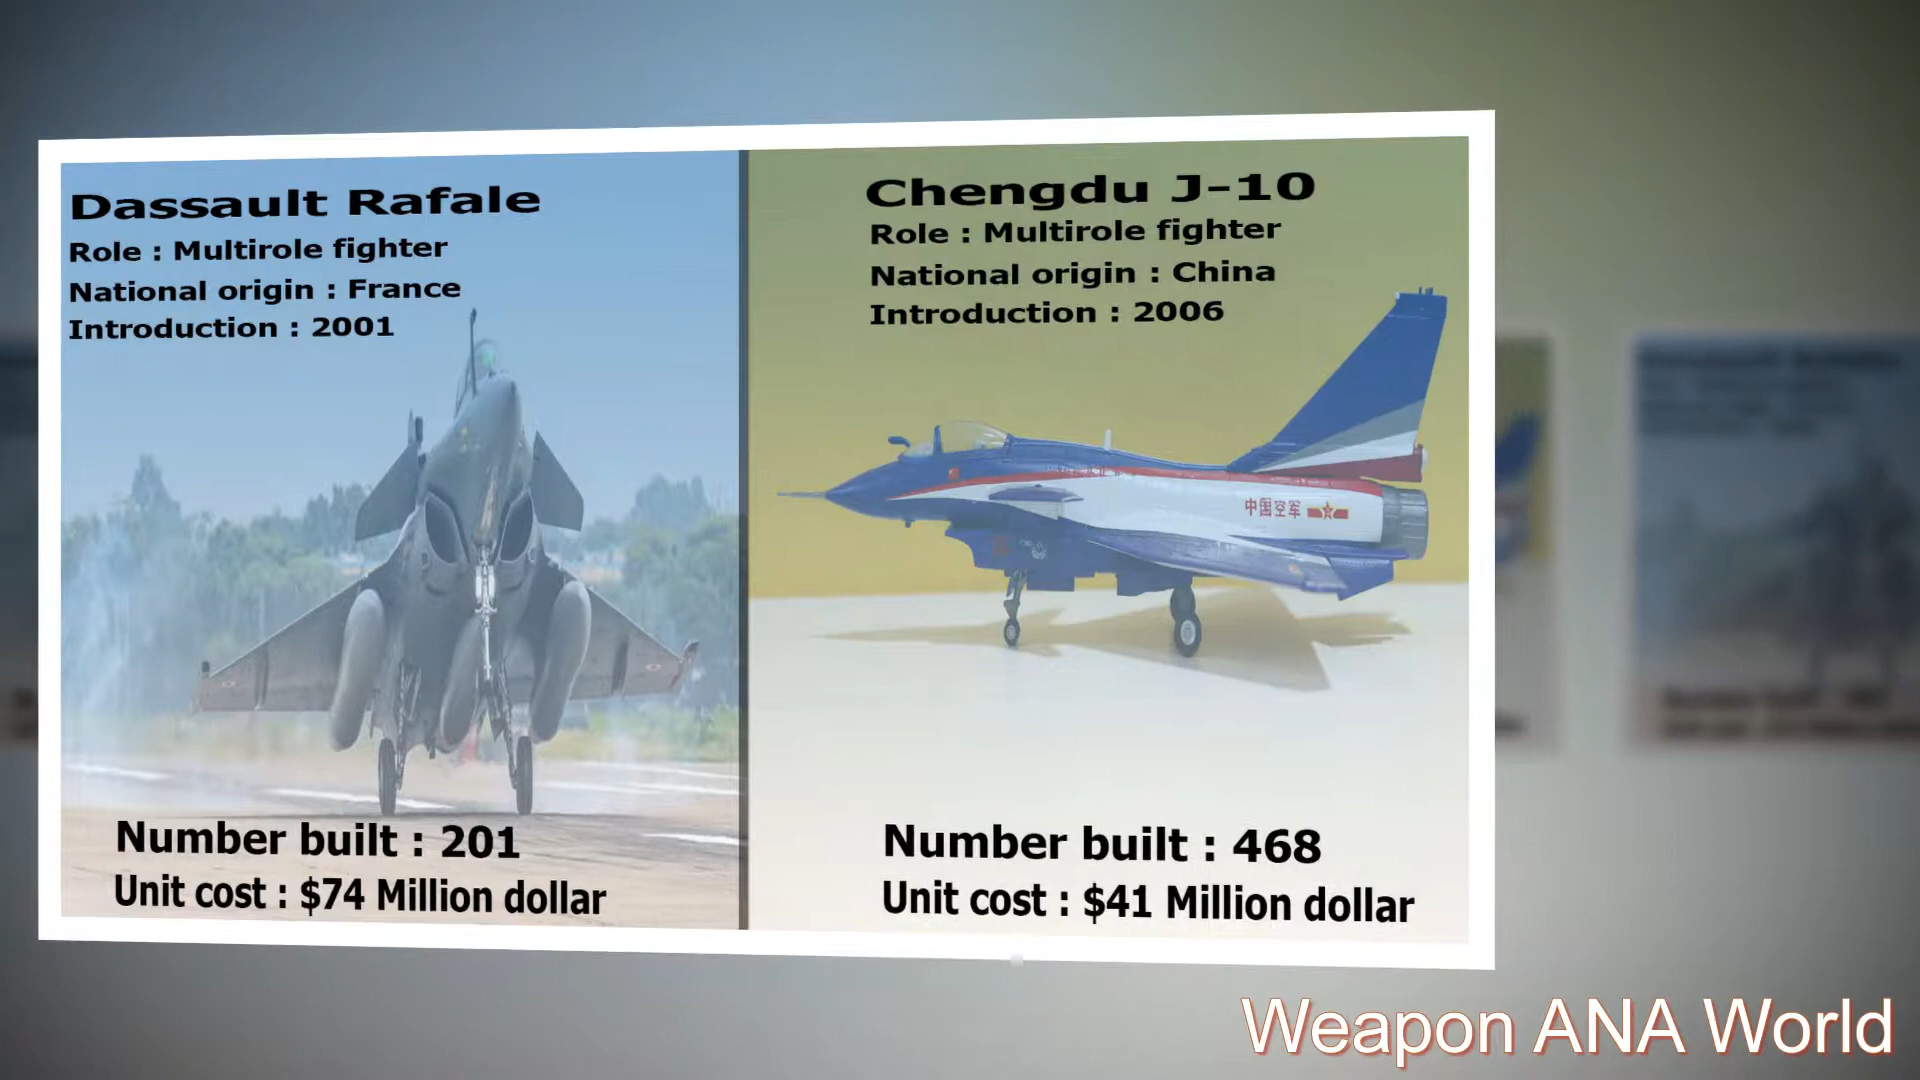 Dassault Rafale
Role : Multirole fighter
National origin : France
Introduction : 2001
Number built : 201
Unit cost : $74 Million dollar
Chengdu J-10
Role : Multirole fighter
National origin : China
Introduction : 2006
中国空军
Number built : 468
Unit cost : $41 Million dollar
Weapon ANA World